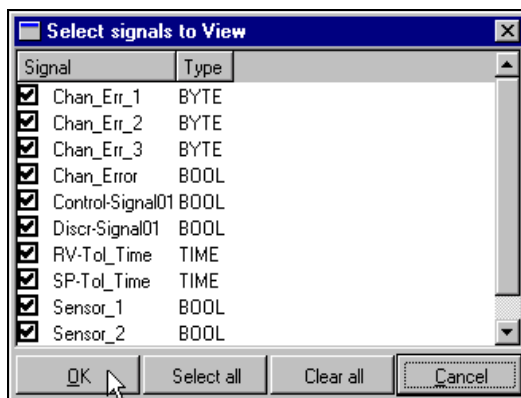 Select signals to View
Signal Type
Chan_Err_1 BYTE
Chan_Err_2 BYTE
Chan_Err_3 BYTE
Chan_Error BOOL
Control-Signal01 BOOL
Discr-Signal01 BOOL
RV-Tol_Time TIME
SP-Tol_Time TIME
Sensor_1 BOOL
Sensor_2 BOOL
OK Select all Clear all Cancel